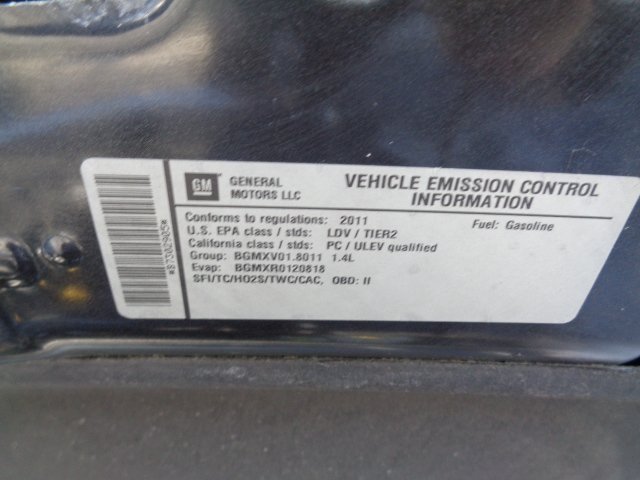 GM
GENERAL
MOTORS LLC
VEHICLE EMISSION CONTROL
INFORMATION
Conforms to regulations: 2011
Fuel: Gasoline
U.S. EPA class / stds: LDV / TIER2
California class / stds: PC / ULEV qualified
Group: BGMXV01.8011 1.4L
Evap: BGMXR0120818
SFI/TC/HO2S/TWC/CAC, OBD: II
*87302905*